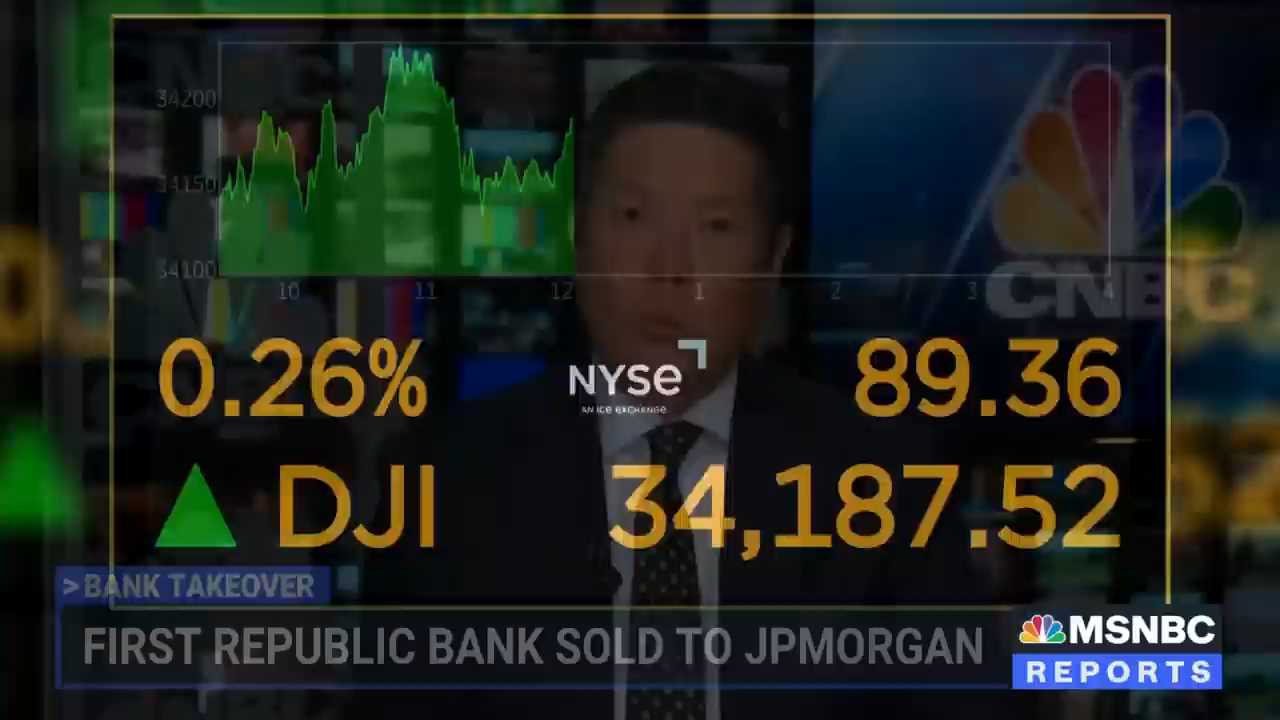 34200
34150
34100
10 11 12 1 2 3 4
CNBC
0.26%
NYSE
AN ICE EXCHANGE
89.36
DJI
34,187.52
>BANK TAKEOVER
FIRST REPUBLIC BANK SOLD TO JPMORGAN
MSNBC
REPORTS